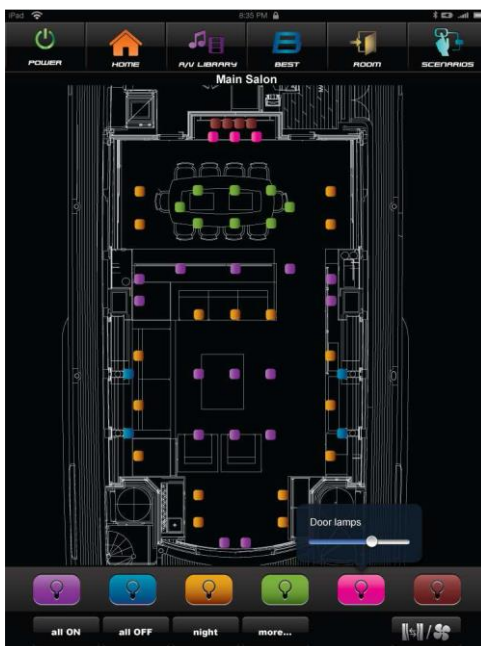 iPad 8:35 PM
POWER HOME A/V LIBRARY BEST ROOM SCENARIOS
Main Salon
Door lamps
all ON all OFF night more... /